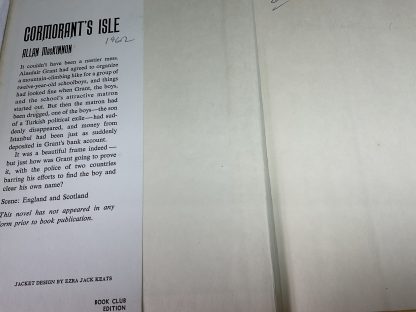 CORMORANT'S ISLE
1962
ALLAN MacKINNON
It couldn't have been a nastier mess.
Alasdair Grant had agreed to organize
a mountain-climbing hike for a group of
twelve-year-old schoolboys, and things
had looked fine when Grant, the boys,
and the school's attractive matron
started out. But then the matron had
been drugged, one of the boys—the son
of a Turkish political exile—had sud-
denly disappeared, and money from
Istanbul had been just as suddenly
deposited in Grant's bank account.
It was a beautiful frame indeed—
but just how was Grant going to prove
it, with the police of two countries
barring his efforts to find the boy and
clear his own name?
Scene: England and Scotland
This novel has not appeared in any
form prior to book publication.
JACKET DESIGN BY EZRA JACK KEATS
BOOK CLUB
EDITION